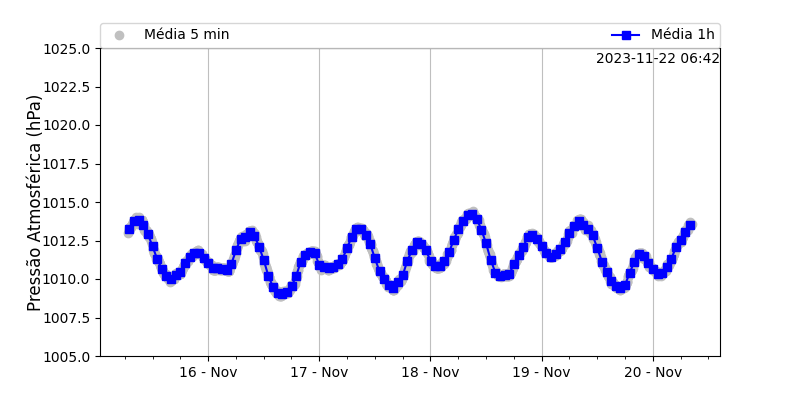 Média 5 min
Média 1h
2023-11-22 06:42
Pressão Atmosférica (hPa)
1025.0
1022.5
1020.0
1017.5
1015.0
1012.5
1010.0
1007.5
1005.0
16 - Nov
17 - Nov
18 - Nov
19 - Nov
20 - Nov